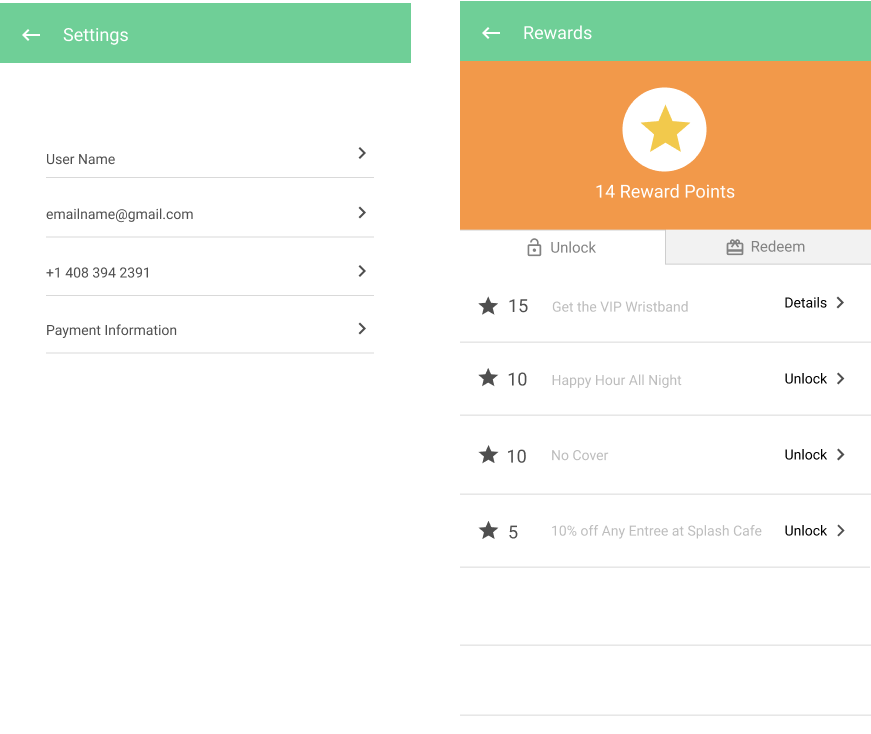 Settings
User Name
emailname@gmail.com
+1 408 394 2391
Payment Information
Rewards
14 Reward Points
Unlock
Redeem
15 Get the VIP Wristband Details
10 Happy Hour All Night Unlock
10 No Cover Unlock
5 10% off Any Entree at Splash Cafe Unlock